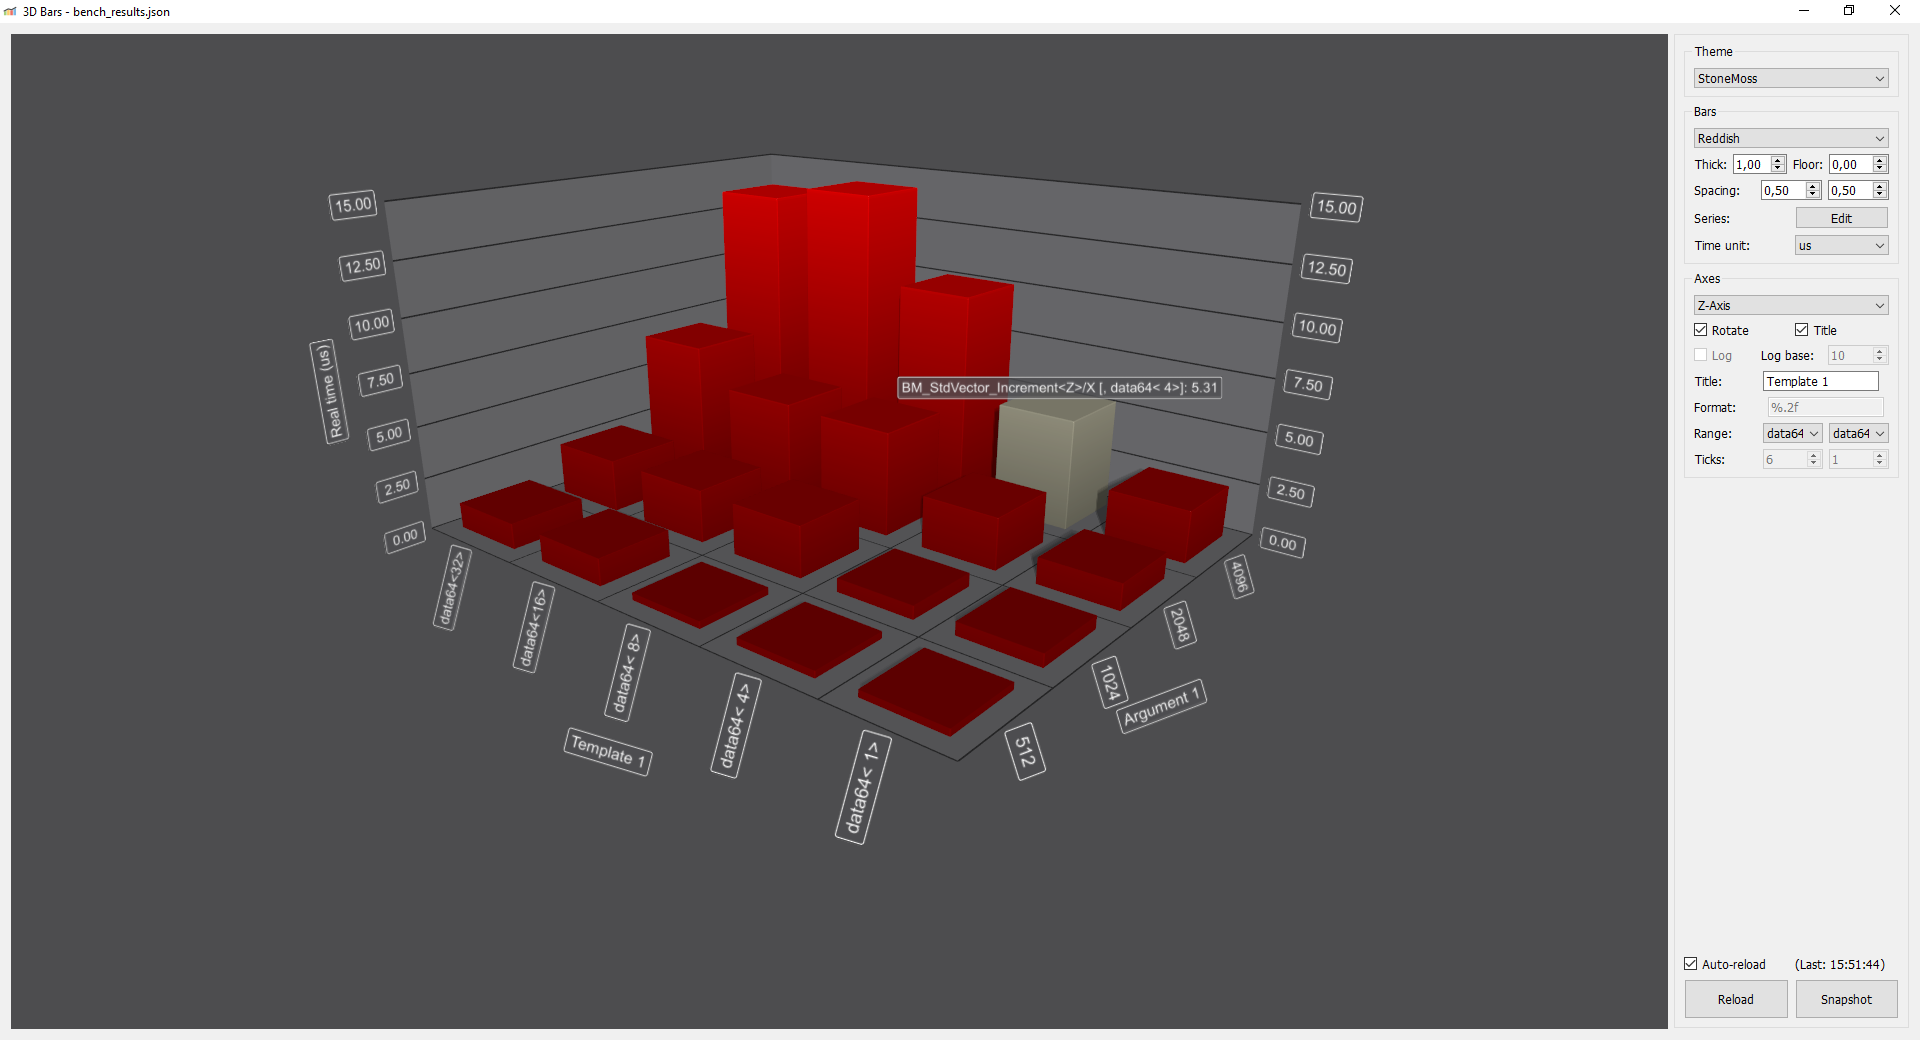 3D Bars - bench_results.json
Theme
StoneMoss
Bars
Reddish
Thick: 1,00 Floor: 0,00
Spacing: 0,50 0,50
Series: Edit
Time unit: us
Axes
Z-Axis
Rotate Title
Log Log base: 10
Title: Template 1
Format: %.2f
Range: data64 data64
Ticks: 6 1
Auto-reload (Last: 15:51:44)
Reload Snapshot
15.00
12.50
10.00
7.50
5.00
2.50
0.00
Real time (us)
BM_StdVector_Increment<Z>/X [, data64< 4>]: 5.31
15.00
12.50
10.00
7.50
5.00
2.50
0.00
data64<32>
data64<16>
data64< 8>
data64< 4>
data64< 1>
Template 1
512
1024
2048
4096
Argument 1